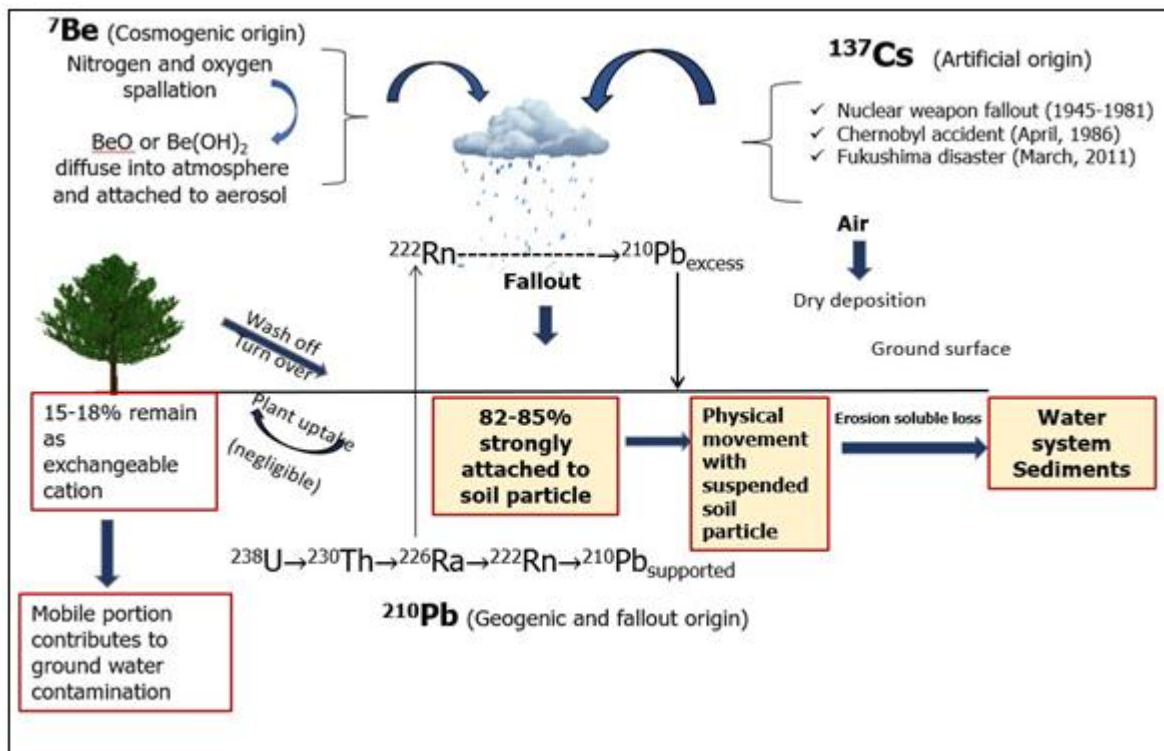 ⁷Be (Cosmogenic origin)
Nitrogen and oxygen
spallation
BeO or Be(OH)₂
diffuse into atmosphere
and attached to aerosol
¹³⁷Cs (Artificial origin)
✓ Nuclear weapon fallout (1945-1981)
✓ Chernobyl accident (April, 1986)
✓ Fukushima disaster (March, 2011)
Air
Dry deposition
Ground surface
²²²Rn-------------→²¹⁰Pbexcess
Fallout
Wash off
Turn over
Plant uptake
(negligible)
15-18% remain
as
exchangeable
cation
82-85%
strongly
attached to
soil particle
Physical
movement
with
suspended
soil
particle
Erosion soluble loss
Water
system
Sediments
²³⁸U→²³⁰Th→²²⁶Ra→²²²Rn→²¹⁰Pbsupported
²¹⁰Pb (Geogenic and fallout origin)
Mobile portion
contributes to
ground water
contamination